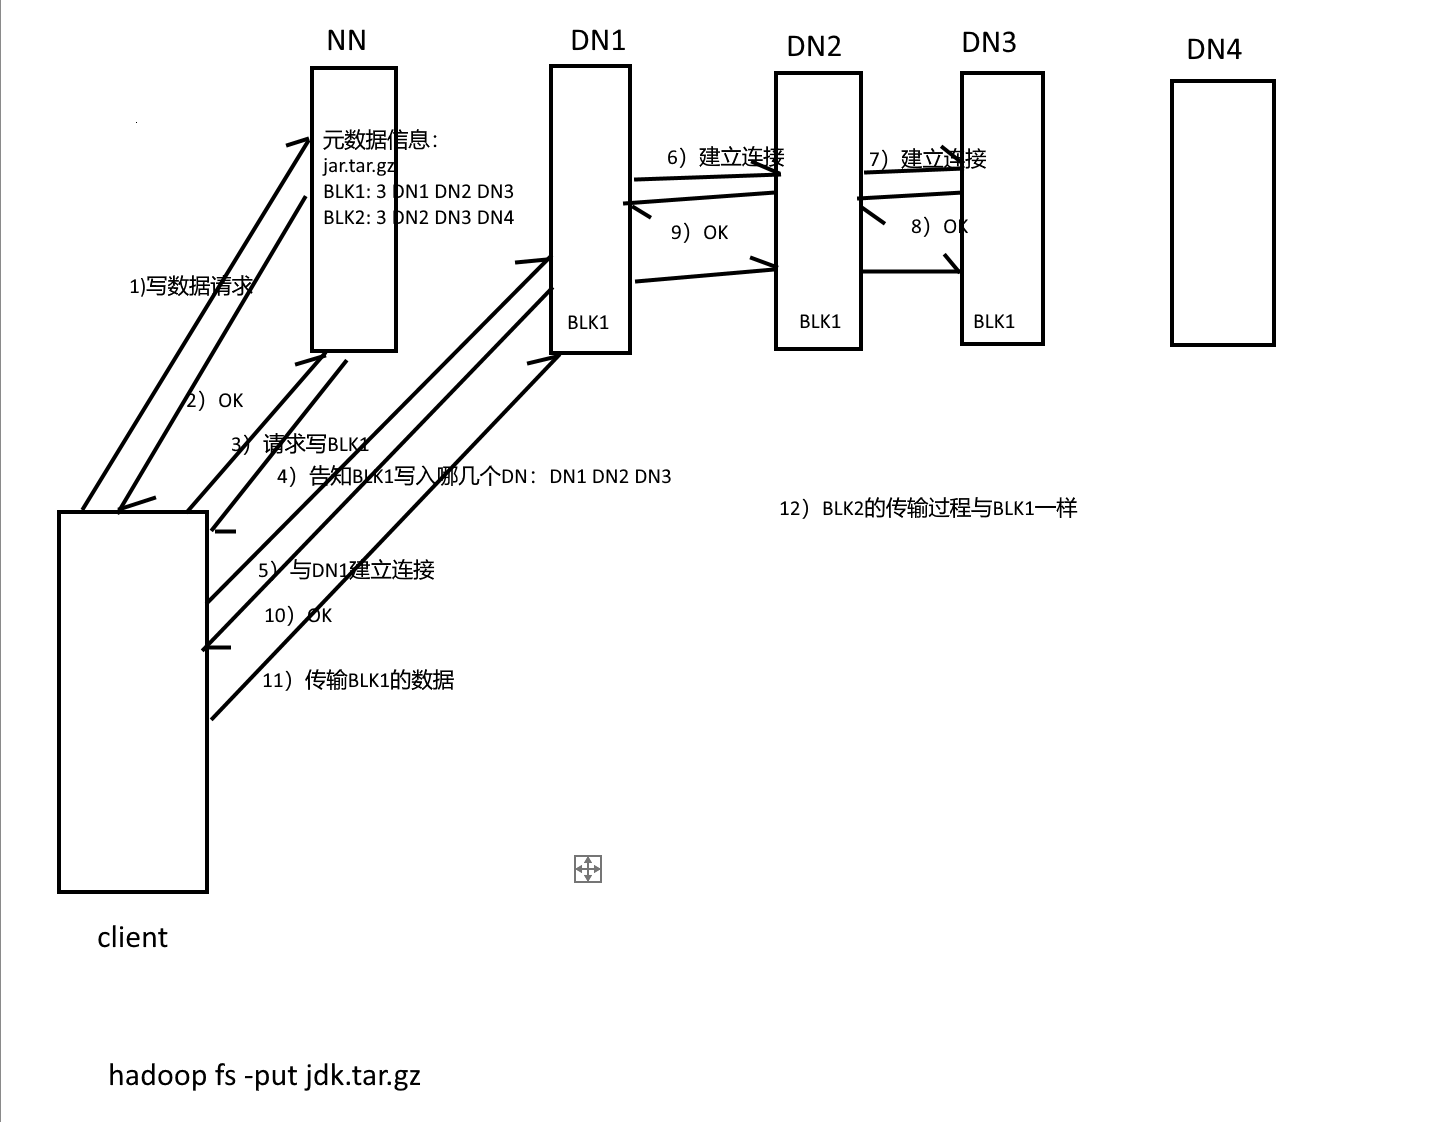 NN
DN1
DN2
DN3
DN4
元数据信息：
jar.tar.gz
BLK1: 3 DN1 DN2 DN3
BLK2: 3 DN2 DN3 DN4
6）建立连接
7）建立连接
9）OK
8）OK
1)写数据请求
BLK1
BLK1
BLK1
2）OK
3）请求写BLK1
4）告知BLK1写入哪几个DN：DN1 DN2 DN3
12）BLK2的传输过程与BLK1一样
5）与DN1建立连接
10）OK
11）传输BLK1的数据
client
hadoop fs -put jdk.tar.gz